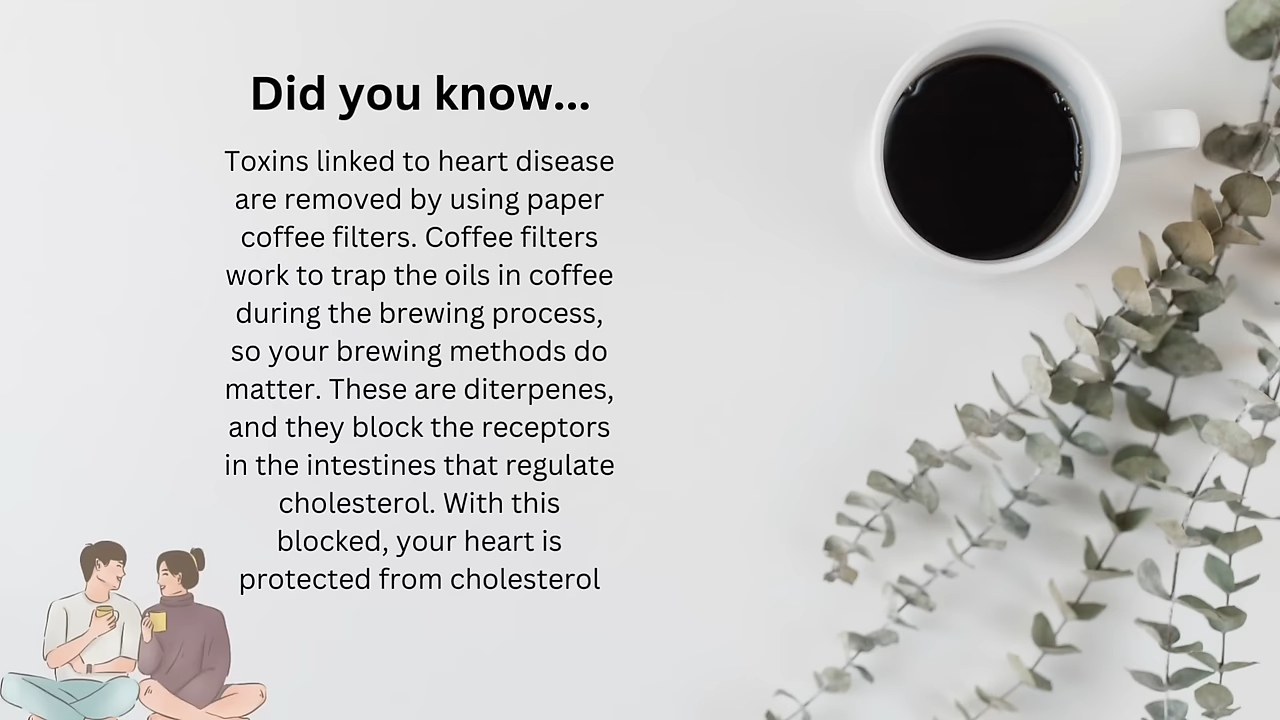 Did you know...
Toxins linked to heart disease
are removed by using paper
coffee filters. Coffee filters
work to trap the oils in coffee
during the brewing process,
so your brewing methods do
matter. These are diterpenes,
and they block the receptors
in the intestines that regulate
cholesterol. With this
blocked, your heart is
protected from cholesterol